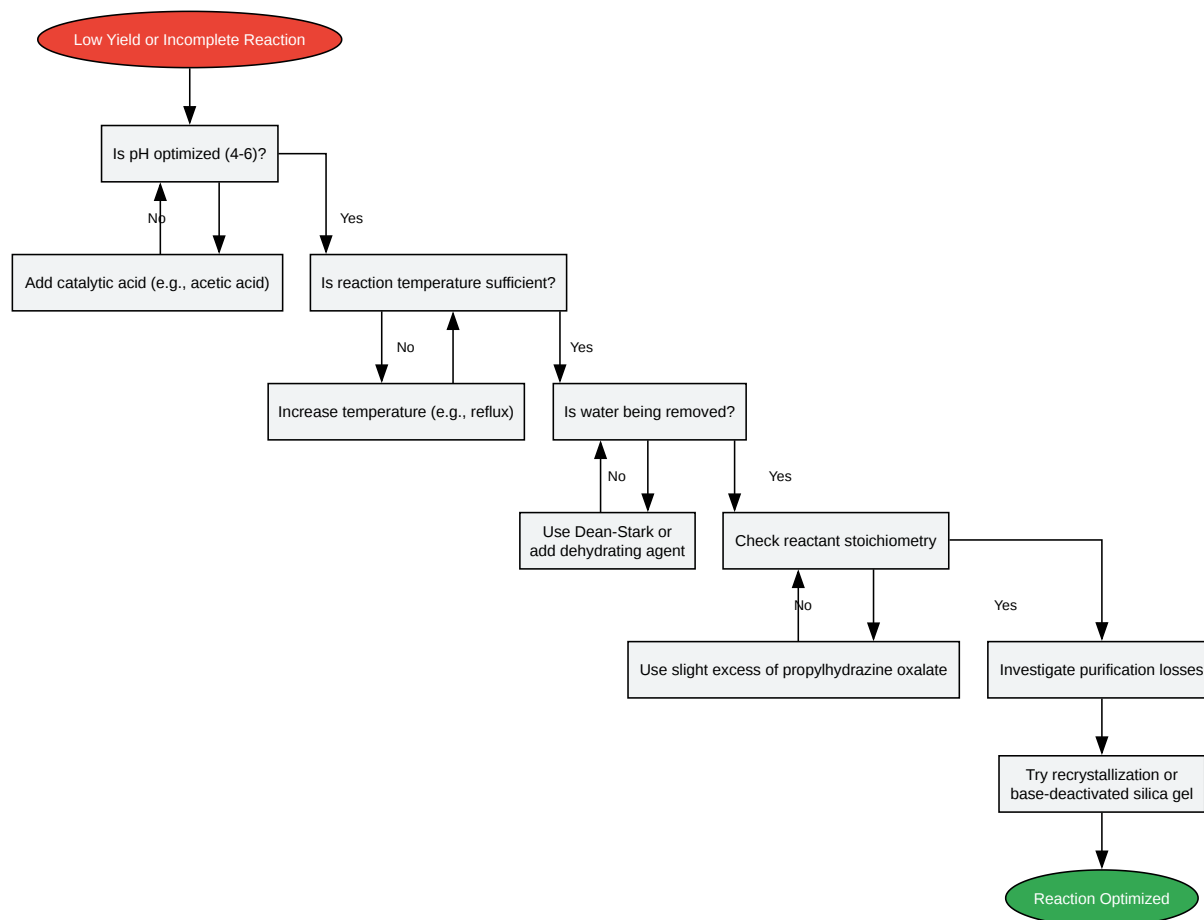 Low Yield or Incomplete Reaction
Is pH optimized (4-6)?
No
Yes
Add catalytic acid (e.g., acetic acid)
Is reaction temperature sufficient?
No
Yes
Increase temperature (e.g., reflux)
Is water being removed?
No
Yes
Use Dean-Stark or
add dehydrating agent
Check reactant stoichiometry
No
Yes
Use slight excess of propylhydrazine oxalate
Investigate purification losses
Try recrystallization or
base-deactivated silica gel
Reaction Optimized